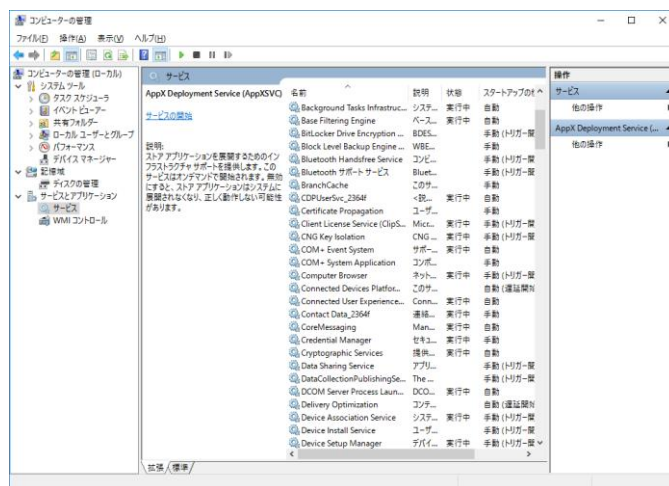 コンピューターの管理
ファイル(F) 操作(A) 表示(V) ヘルプ(H)
コンピューターの管理 (ローカル)
システム ツール
タスク スケジューラ
イベント ビューアー
共有フォルダー
ローカル ユーザーとグループ
パフォーマンス
デバイス マネージャー
記憶域
ディスクの管理
サービスとアプリケーション
サービス
WMI コントロール
サービス
AppX Deployment Service (AppXSVC)
サービスの開始
説明:
ストア アプリケーションを展開するためのイン
フラストラクチャ サポートを提供します。この
サービスはオンデマンドで開始されます。無効
にすると、ストア アプリケーションはシステムに
展開されなくなり、正しく動作しない可能性
があります。
名前 説明 状態 スタートアップの
Background Tasks Infrastruc... システ... 実行中 自動
Base Filtering Engine ベース... 実行中 自動
BitLocker Drive Encryption ... BDES... 手動 (トリガー開
Block Level Backup Engine ... WBE... 手動
Bluetooth Handsfree Service コンピ... 手動 (トリガー開
Bluetooth サポート サービス Bluet... 手動 (トリガー開
BranchCache このサ... 手動
CDPUserSvc_2364f <説... 実行中 自動
Certificate Propagation ユーザ... 手動
Client License Service (ClipS... Micr... 実行中 手動 (トリガー開
CNG Key Isolation CNG ... 実行中 手動 (トリガー開
COM+ Event System サポー... 実行中 自動
COM+ System Application コンポ... 手動
Computer Browser ネット... 実行中 手動 (トリガー開
Connected Devices Platfor... このサ... 自動 (遅延開始
Connected User Experience... Conn... 実行中 自動
Contact Data_2364f 連絡... 実行中 手動
CoreMessaging Man... 実行中 自動
Credential Manager セキュ... 実行中 手動
Cryptographic Services 提供... 実行中 自動
Data Sharing Service アプリ... 手動 (トリガー開
DataCollectionPublishingSe... The ... 手動 (トリガー開
DCOM Server Process Laun... DCO... 実行中 自動
Delivery Optimization コンテ... 自動 (遅延開始
Device Association Service システ... 実行中 手動 (トリガー開
Device Install Service ユーザ... 手動 (トリガー開
Device Setup Manager デバイ... 実行中 手動 (トリガー開
拡張 標準
操作
サービス
他の操作
AppX Deployment Service (...
他の操作